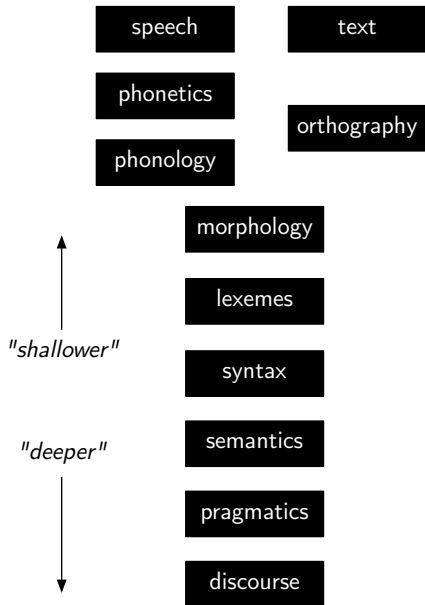 speech
text
phonetics
orthography
phonology
morphology
lexemes
"shallower"
syntax
"deeper"
semantics
pragmatics
discourse